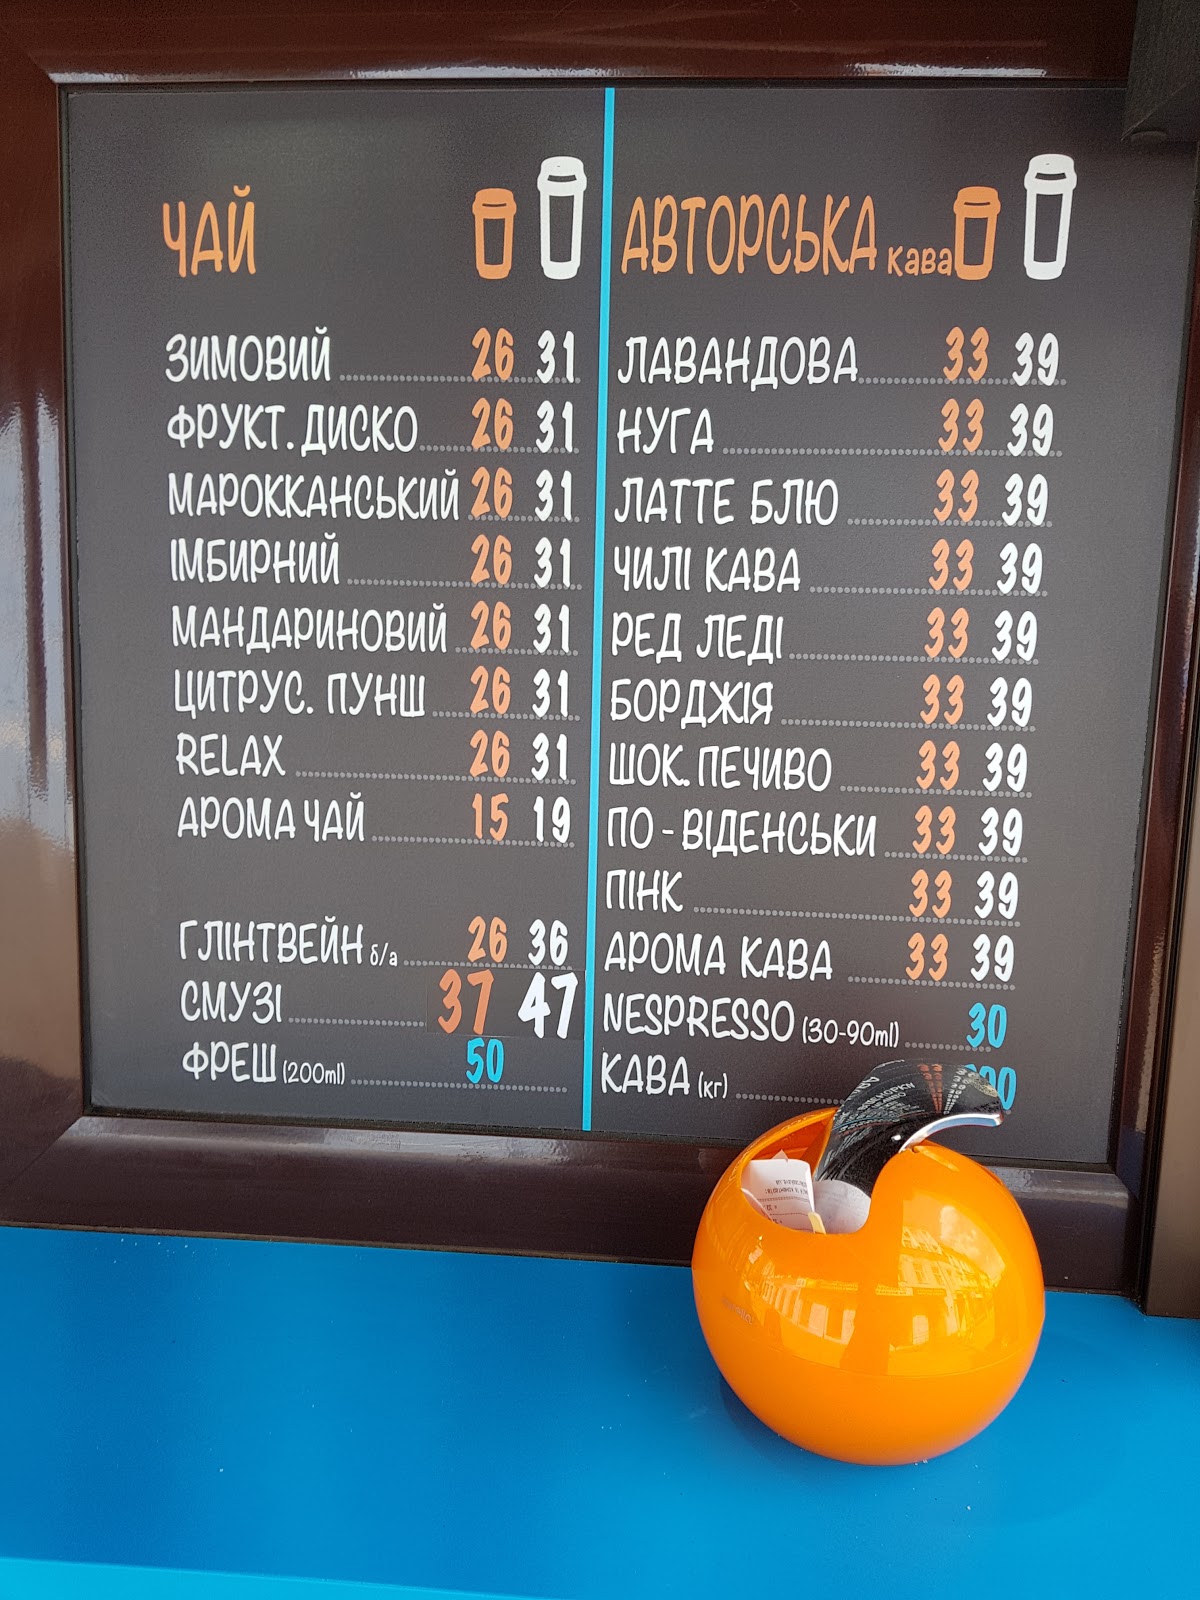 ЧАЙ
ЗИМОВИЙ 26 31
ФРУКТ. ДИСКО 26 31
МАРОККАНСЬКИЙ 26 31
ІМБИРНИЙ 26 31
МАНДАРИНОВИЙ 26 31
ЦИТРУС. ПУНШ 26 31
RELAX 26 31
АРОМА ЧАЙ 15 19
ГЛІНТВЕЙН б/а 26 36
СМУЗІ 37 47
ФРЕШ (200ml) 50
АВТОРСЬКА кава
ЛАВАНДОВА 33 39
НУГА 33 39
ЛАТТЕ БЛЮ 33 39
ЧИЛІ КАВА 33 39
РЕД ЛЕДІ 33 39
БОРДЖІЯ 33 39
ШОК. ПЕЧИВО 33 39
ПО - ВІДЕНСЬКИ 33 39
ПІНК 33 39
АРОМА КАВА 33 39
NESPRESSO (30-90ml) 30
КАВА (кг)